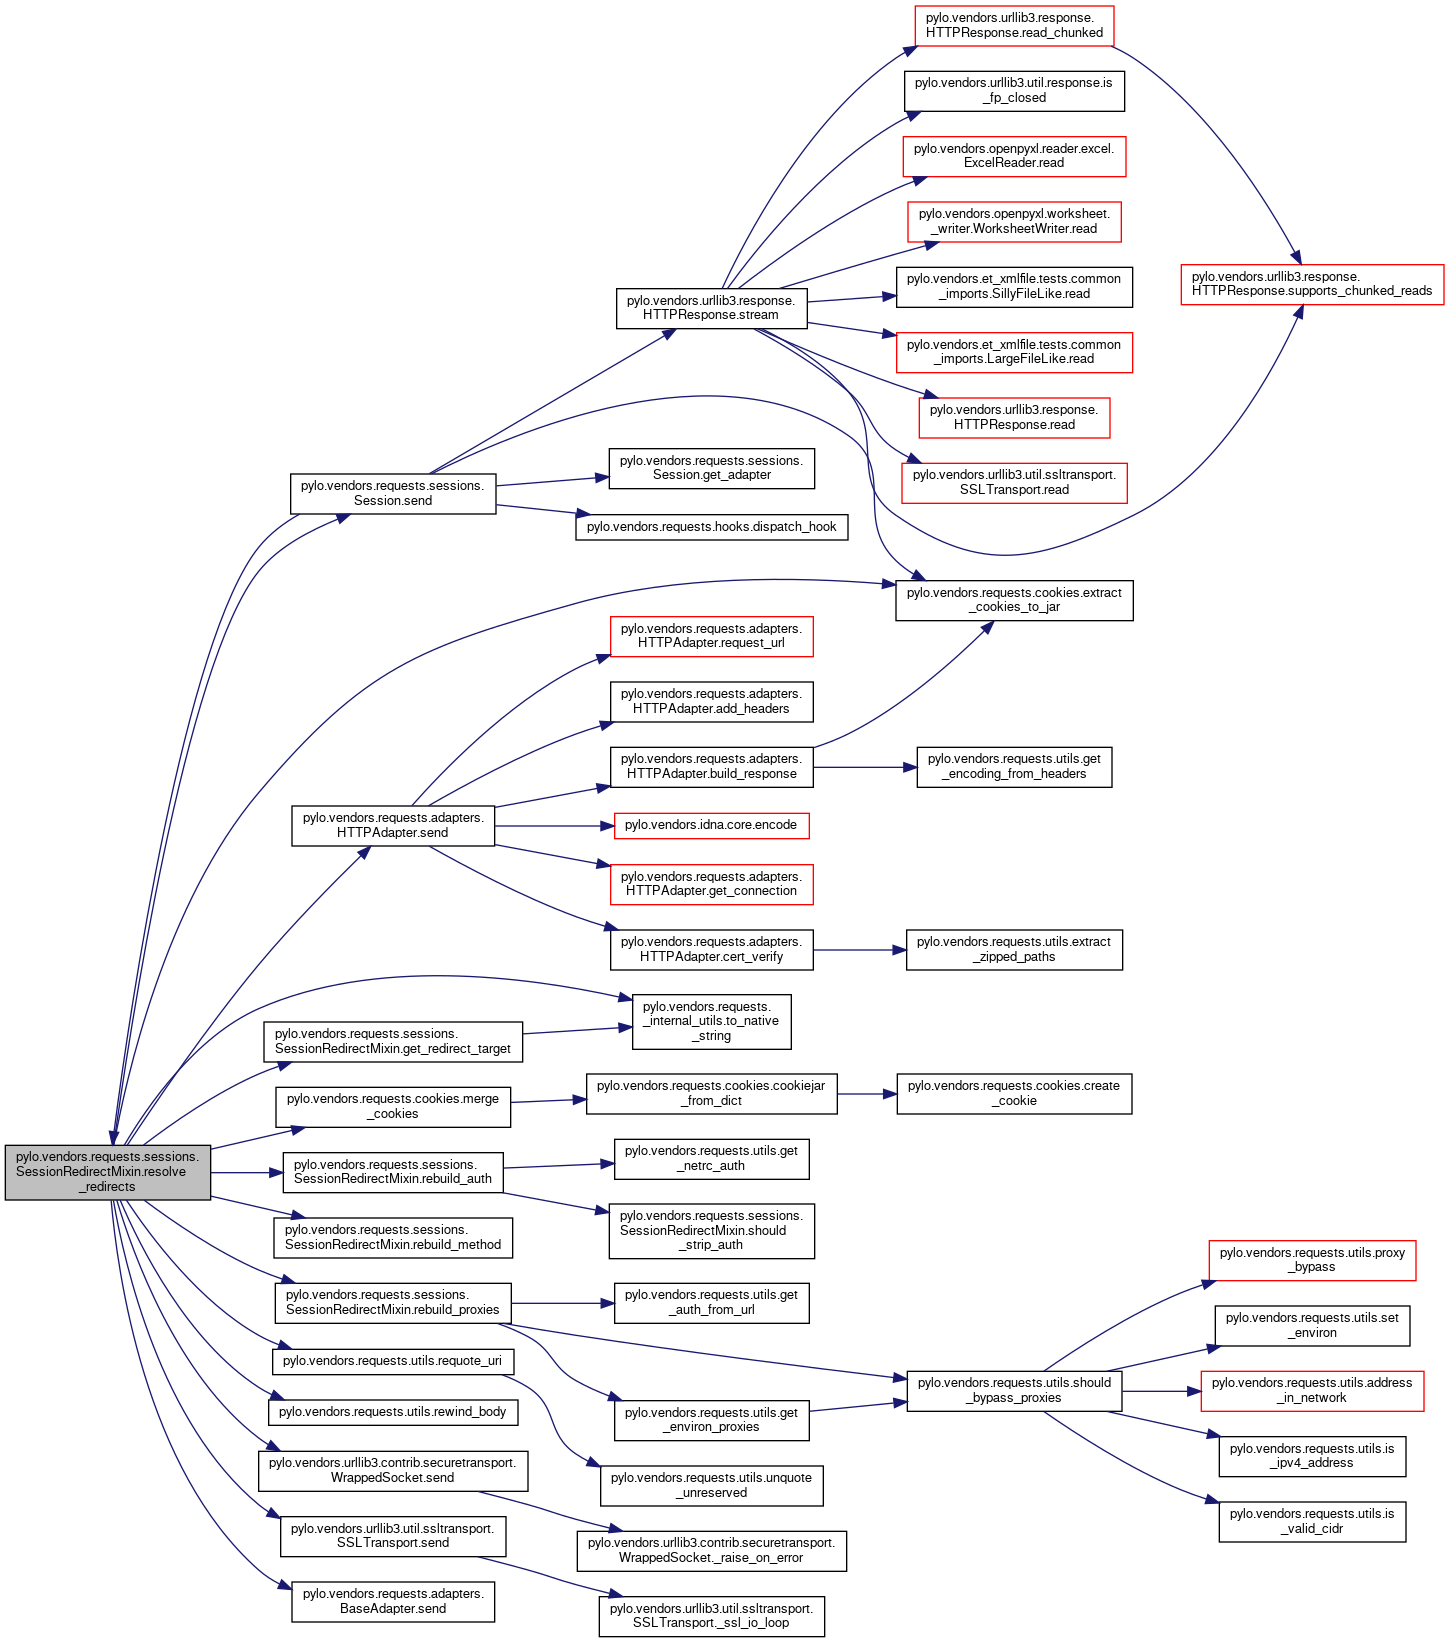 pylo.vendors.urllib3.response.
HTTPResponse.read_chunked
pylo.vendors.urllib3.util.response.is
_fp_closed
pylo.vendors.openpyxl.reader.excel.
ExcelReader.read
pylo.vendors.openpyxl.worksheet.
_writer.WorksheetWriter.read
pylo.vendors.et_xmlfile.tests.common
_imports.SillyFileLike.read
pylo.vendors.urllib3.response.
HTTPResponse.supports_chunked_reads
pylo.vendors.urllib3.response.
HTTPResponse.stream
pylo.vendors.et_xmlfile.tests.common
_imports.LargeFileLike.read
pylo.vendors.urllib3.response.
HTTPResponse.read
pylo.vendors.urllib3.util.ssltransport.
SSLTransport.read
pylo.vendors.requests.sessions.
Session.get_adapter
pylo.vendors.requests.sessions.
Session.send
pylo.vendors.requests.hooks.dispatch_hook
pylo.vendors.requests.cookies.extract
_cookies_to_jar
pylo.vendors.requests.adapters.
HTTPAdapter.request_url
pylo.vendors.requests.adapters.
HTTPAdapter.add_headers
pylo.vendors.requests.adapters.
HTTPAdapter.build_response
pylo.vendors.requests.utils.get
_encoding_from_headers
pylo.vendors.requests.adapters.
HTTPAdapter.send
pylo.vendors.idna.core.encode
pylo.vendors.requests.adapters.
HTTPAdapter.get_connection
pylo.vendors.requests.adapters.
HTTPAdapter.cert_verify
pylo.vendors.requests.utils.extract
_zipped_paths
pylo.vendors.requests.
_internal_utils.to_native
_string
pylo.vendors.requests.sessions.
SessionRedirectMixin.get_redirect_target
pylo.vendors.requests.cookies.merge
_cookies
pylo.vendors.requests.cookies.cookiejar
_from_dict
pylo.vendors.requests.cookies.create
_cookie
pylo.vendors.requests.sessions.
SessionRedirectMixin.resolve
_redirects
pylo.vendors.requests.sessions.
SessionRedirectMixin.rebuild_auth
pylo.vendors.requests.utils.get
_netrc_auth
pylo.vendors.requests.sessions.
SessionRedirectMixin.should
_strip_auth
pylo.vendors.requests.sessions.
SessionRedirectMixin.rebuild_method
pylo.vendors.requests.sessions.
SessionRedirectMixin.rebuild_proxies
pylo.vendors.requests.utils.get
_auth_from_url
pylo.vendors.requests.utils.proxy
_bypass
pylo.vendors.requests.utils.set
_environ
pylo.vendors.requests.utils.requote_uri
pylo.vendors.requests.utils.should
_bypass_proxies
pylo.vendors.requests.utils.address
_in_network
pylo.vendors.requests.utils.rewind_body
pylo.vendors.requests.utils.get
_environ_proxies
pylo.vendors.requests.utils.is
_ipv4_address
pylo.vendors.urllib3.contrib.securetransport.
WrappedSocket.send
pylo.vendors.requests.utils.unquote
_unreserved
pylo.vendors.requests.utils.is
_valid_cidr
pylo.vendors.urllib3.util.ssltransport.
SSLTransport.send
pylo.vendors.urllib3.contrib.securetransport.
WrappedSocket._raise_on_error
pylo.vendors.requests.adapters.
BaseAdapter.send
pylo.vendors.urllib3.util.ssltransport.
SSLTransport._ssl_io_loop